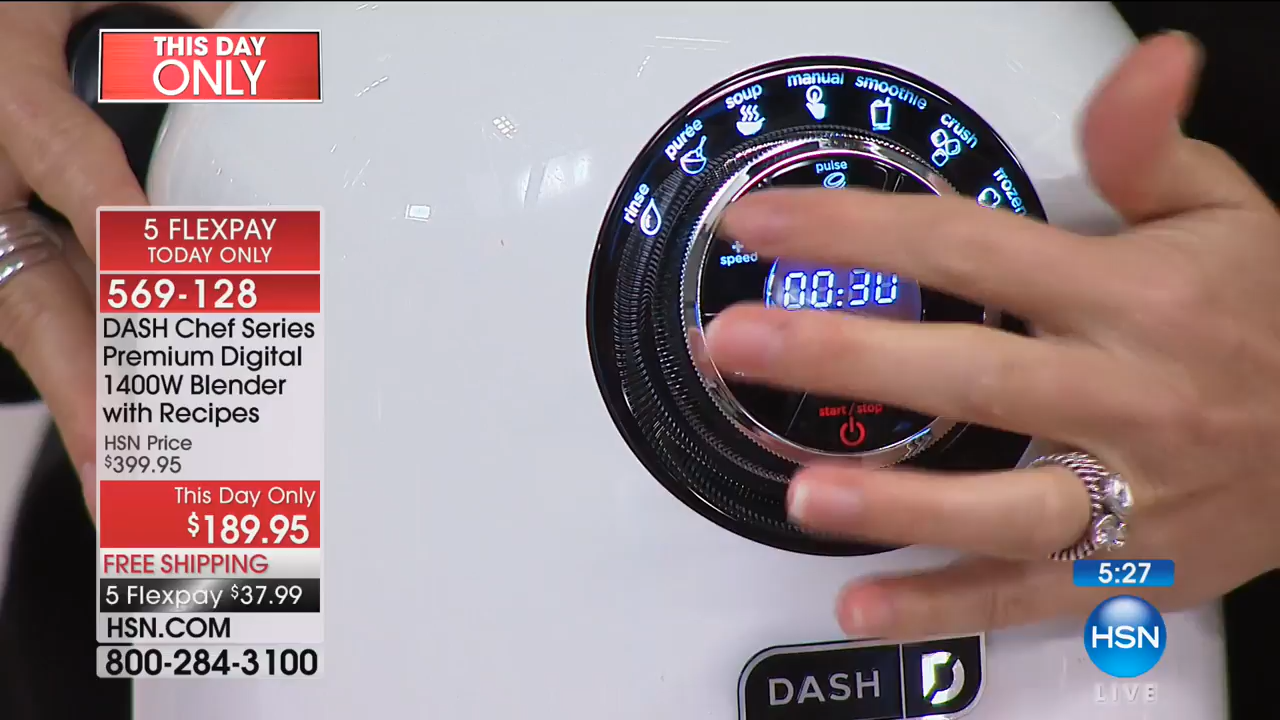 THIS DAY
ONLY
5 FLEXPAY
TODAY ONLY
569-128
DASH Chef Series
Premium Digital
1400W Blender
with Recipes
HSN Price
$399.95
This Day Only
$189.95
FREE SHIPPING
5 Flexpay $37.99
HSN.COM
800-284-3100
rinse
purée
soup
manual
smoothie
crush
frozen
pulse
+
speed
00:30
start/stop
DASH
5:27
HSN
LIVE